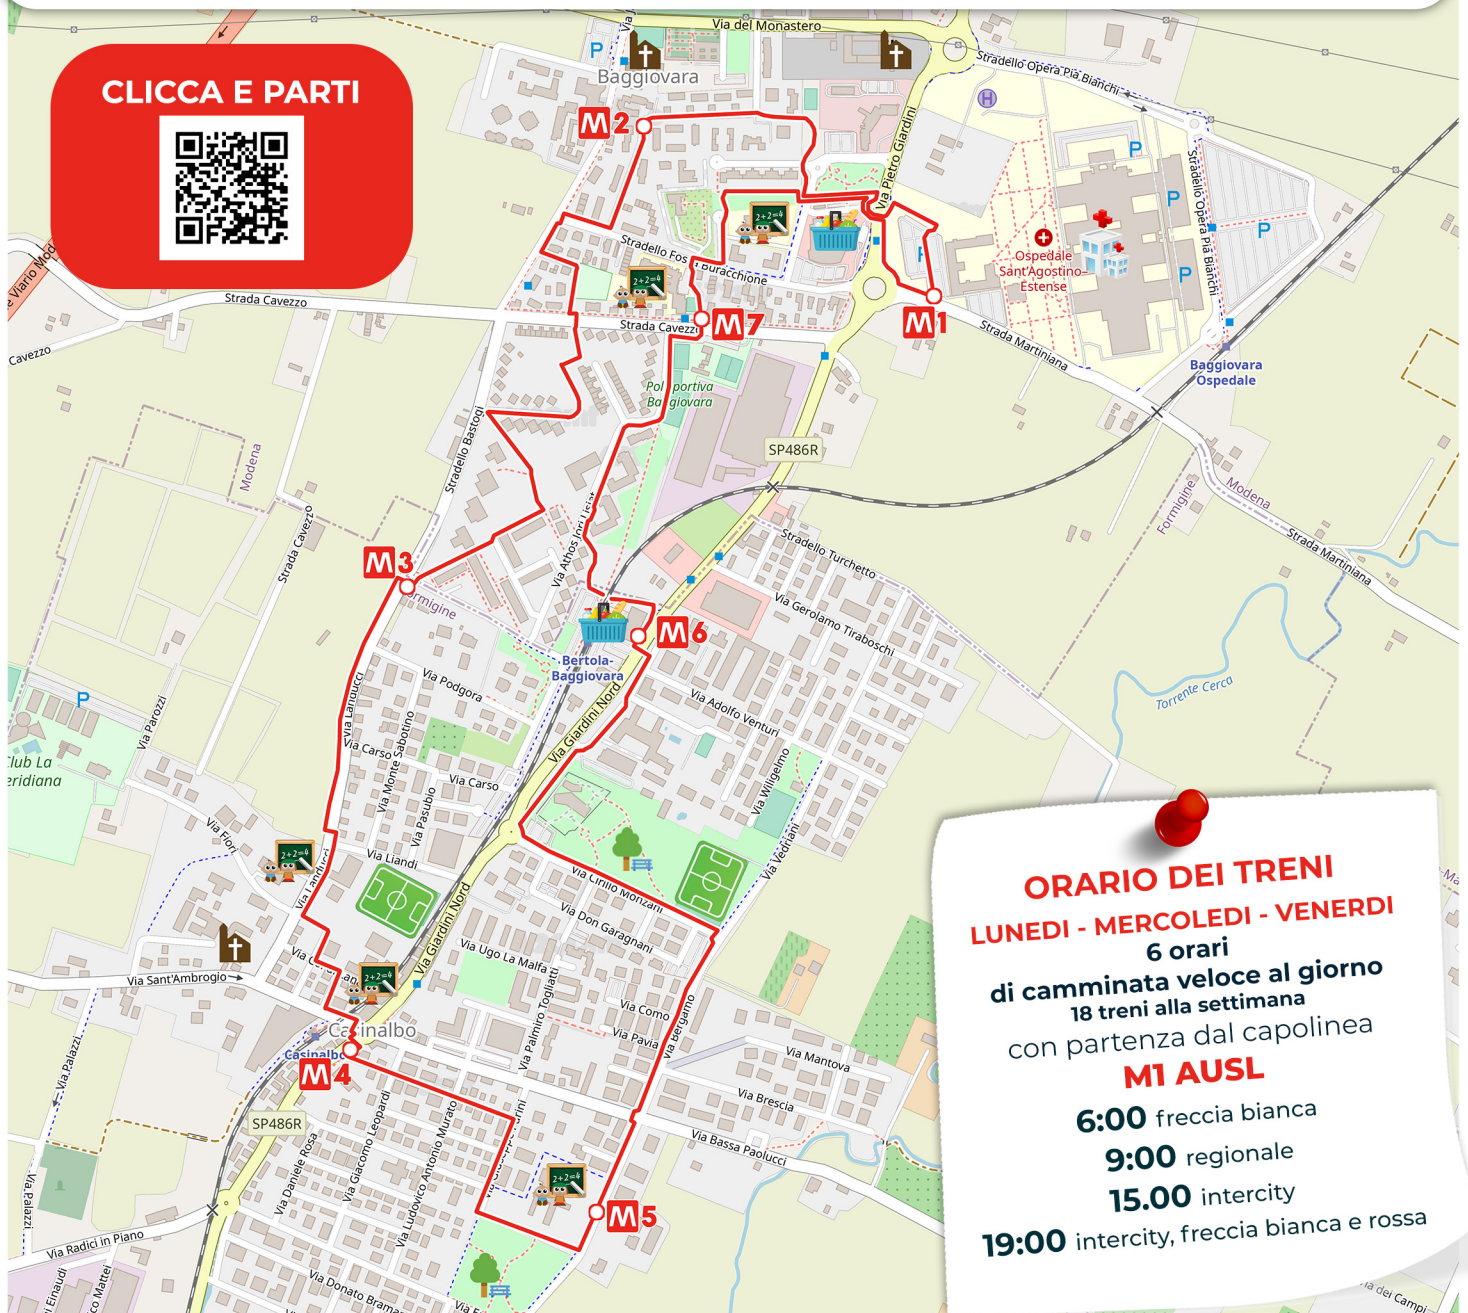 Via del Monastero
CLICCA E PARTI
Baggiovara
Stradello Opera Pia Bianchi
M2
Via Pietro Giardini
Stradello Opera Pia Bianchi
P
H
2+2=4
Ospedale
Sant'Agostino-
Estense
Strada Cavezzo
Strada Cavezzo
M7
M1
Strada Martiniana
Cavezzo
Baggiovara
Ospedale
Stradello Bastogi
SP486R
Modena
Formigine
Modena
Strada Cavezzo
Strada Martiniana
Stradello Turchetto
M3
Via Gerolamo Tiraboschi
M6
Bertola-
Baggiovara
Via Podgora
Via Adolfo Venturi
Torrente Cerca
Via Landucci
Via Parozzi
Via Giardini Nord
Via Carso
Via Monte Sabotino
Via Carso
Via Wiligelmo
Via Pasubio
Via Fiori
Via Liandi
Via Vedriani
Via Cirillo Monzani
Via Don Garagnani
Via Giardini Nord
Via Ugo La Malfa
Via Sant'Ambrogio
Via Palmiro Togliatti
Via Como
Via Pavia
Via Bergamo
Casinalbo
Casinalbo
M4
Via Mantova
Via Brescia
Via Palazzi
SP486R
Via Bassa Paolucci
Via Daniele Rosa
Via Giacomo Leopardi
Via Ludovico Antonio Murato
M5
Via Palazzi
Via Radici in Piano
ORARIO DEI TRENI
LUNEDI - MERCOLEDI - VENERDI
6 orari
di camminata veloce al giorno
18 treni alla settimana
con partenza dal capolinea
M1 AUSL
6:00 freccia bianca
9:00 regionale
15.00 intercity
19:00 intercity, freccia bianca e rossa